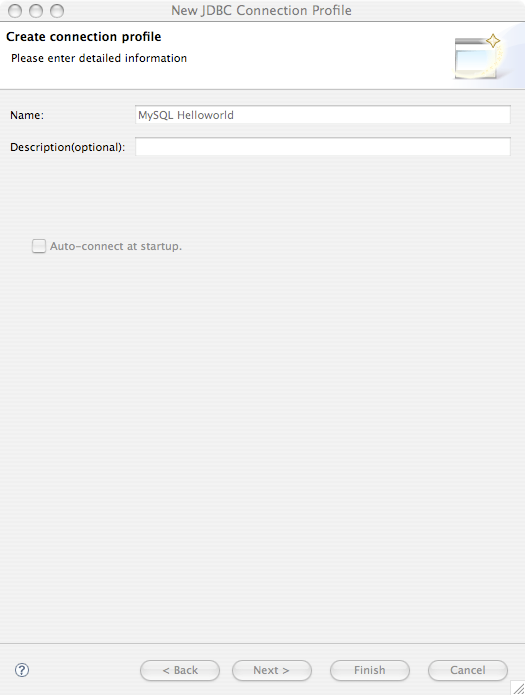 New JDBC Connection Profile
Create connection profile
Please enter detailed information
Name: MySQL Helloworld
Description(optional):
Auto-connect at startup.
? < Back Next > Finish Cancel